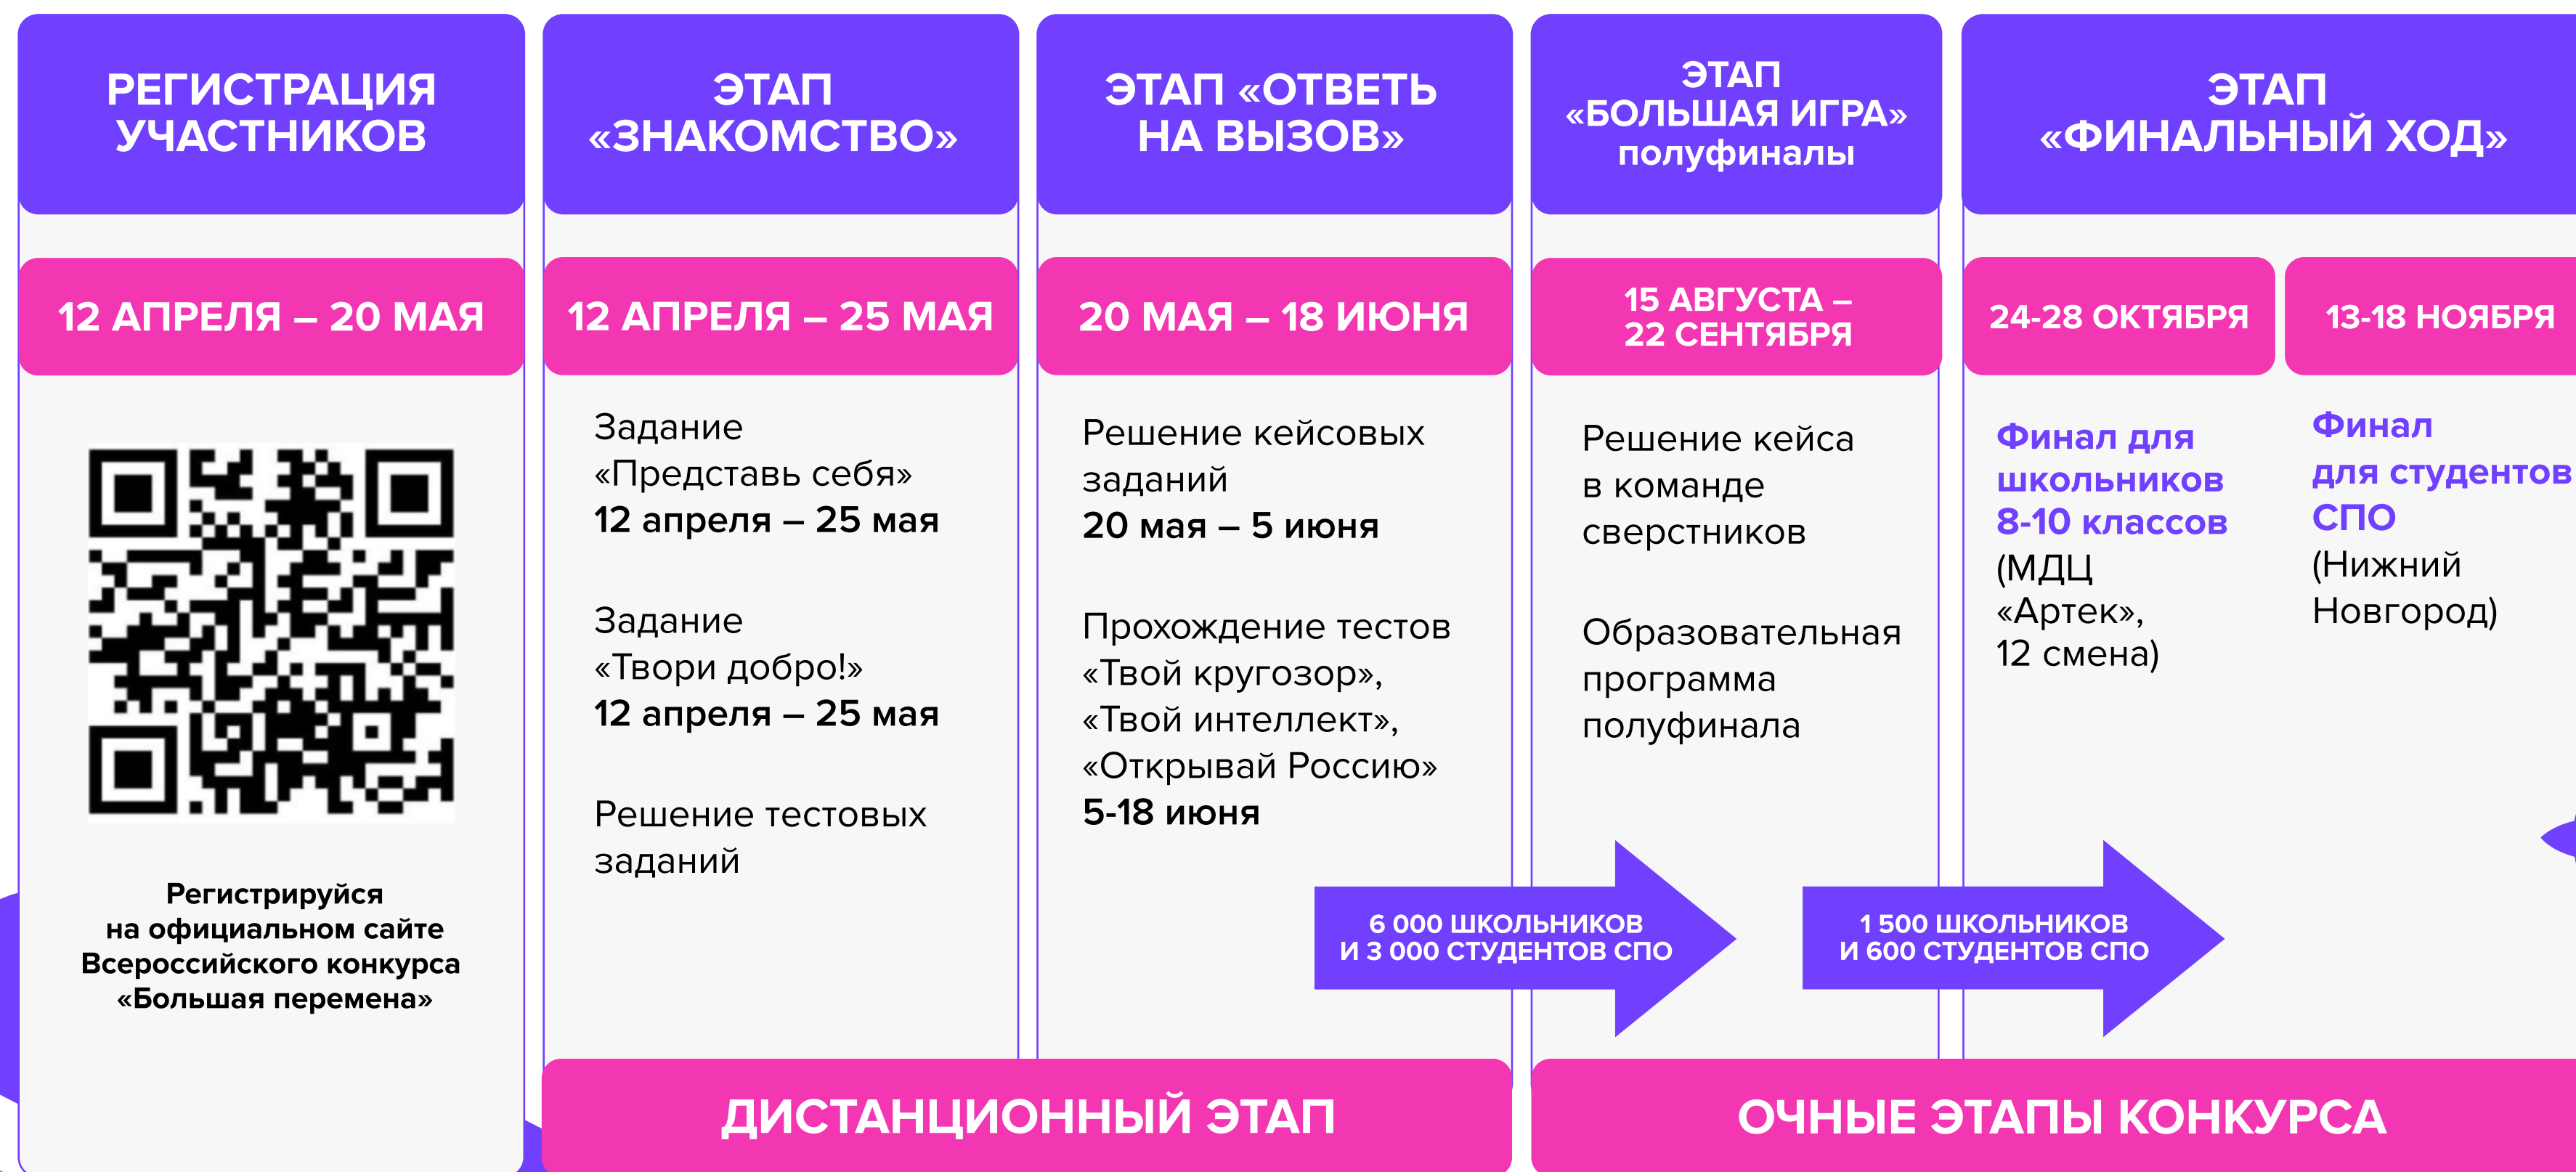 РЕГИСТРАЦИЯ
УЧАСТНИКОВ
12 АПРЕЛЯ – 20 МАЯ
Регистрируйся
на официальном сайте
Всероссийского конкурса
«Большая перемена»
ЭТАП
«ЗНАКОМСТВО»
12 АПРЕЛЯ – 25 МАЯ
Задание
«Представь себя»
12 апреля – 25 мая
Задание
«Твори добро!»
12 апреля – 25 мая
Решение тестовых
заданий
ЭТАП «ОТВЕТЬ
НА ВЫЗОВ»
20 МАЯ – 18 ИЮНЯ
Решение кейсовых
заданий
20 мая – 5 июня
Прохождение тестов
«Твой кругозор»,
«Твой интеллект»,
«Открывай Россию»
5-18 июня
6 000 ШКОЛЬНИКОВ
И 3 000 СТУДЕНТОВ СПО
ДИСТАНЦИОННЫЙ ЭТАП
ЭТАП
«БОЛЬШАЯ ИГРА»
полуфиналы
15 АВГУСТА –
22 СЕНТЯБРЯ
Решение кейса
в команде
сверстников
Образовательная
программа
полуфинала
1 500 ШКОЛЬНИКОВ
И 600 СТУДЕНТОВ СПО
ЭТАП
«ФИНАЛЬНЫЙ ХОД»
24-28 ОКТЯБРЯ
Финал для
школьников
8-10 классов
(МДЦ
«Артек»,
12 смена)
13-18 НОЯБРЯ
Финал
для студентов
СПО
(Нижний
Новгород)
ОЧНЫЕ ЭТАПЫ КОНКУРСА